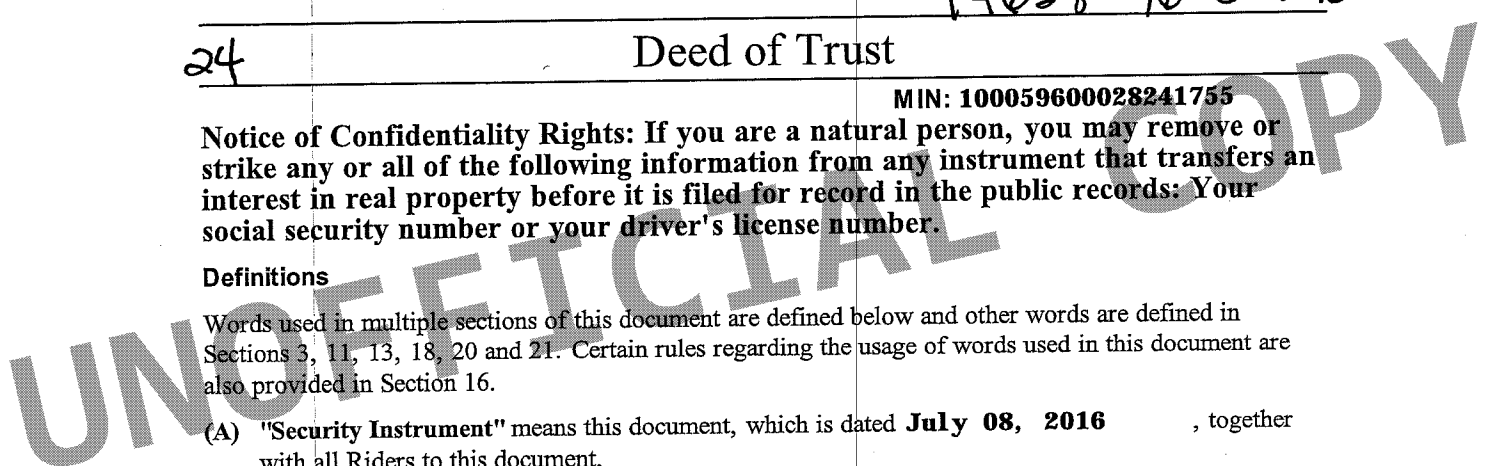 24
Deed of Trust
MIN: 100059600028241755
Notice of Confidentiality Rights: If you are a natural person, you may remove or
strike any or all of the following information from any instrument that transfers an
interest in real property before it is filed for record in the public records: Your
social security number or your driver's license number.
Definitions
Words used in multiple sections of this document are defined below and other words are defined in
Sections 3, 11, 13, 18, 20 and 21. Certain rules regarding the usage of words used in this document are
also provided in Section 16.
(A) "Security Instrument" means this document, which is dated July 08, 2016 , together
with all Riders to this document.
UNOFFICIAL COPY